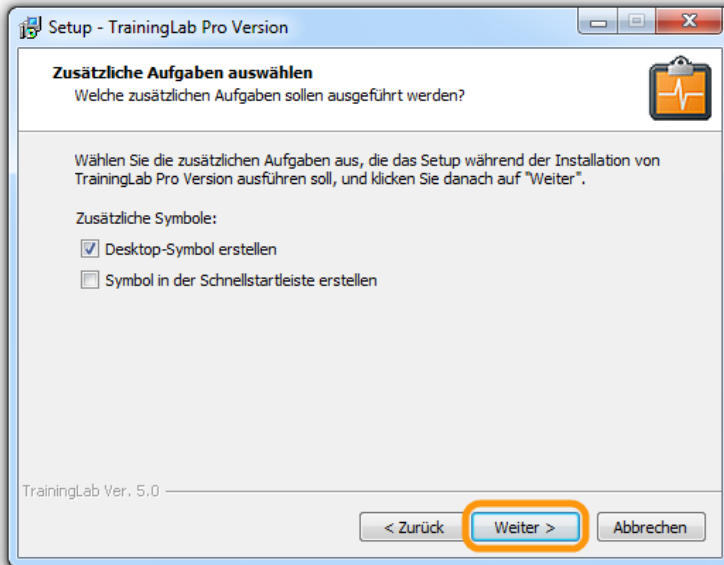 Setup - TrainingLab Pro Version
Zusätzliche Aufgaben auswählen
Welche zusätzlichen Aufgaben sollen ausgeführt werden?
Wählen Sie die zusätzlichen Aufgaben aus, die das Setup während der Installation von
TrainingLab Pro Version ausführen soll, und klicken Sie danach auf "Weiter".
Zusätzliche Symbole:
Desktop-Symbol erstellen
Symbol in der Schnellstartleiste erstellen
TrainingLab Ver. 5.0
< Zurück Weiter > Abbrechen